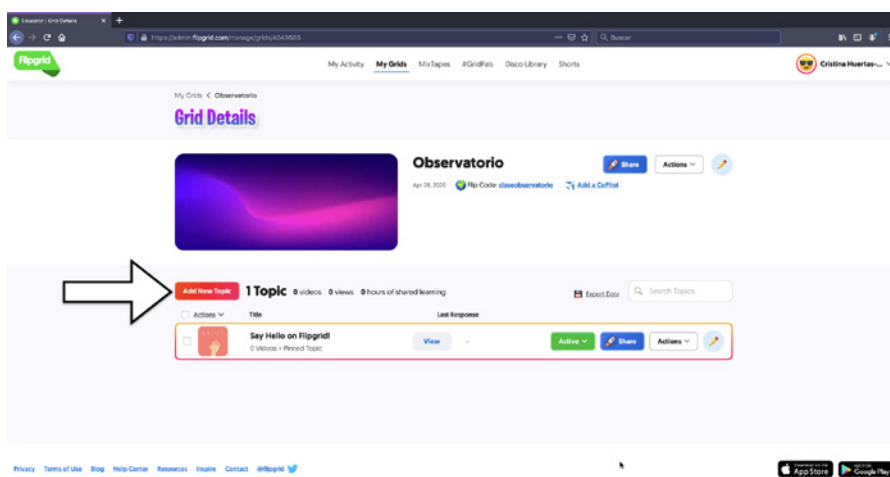 Educator | Grid Details
https://admin.flipgrid.com/manage/grids/4343685
Buscar
Flipgrid
My Activity My Grids MixTapes #GridPals Disco Library Shorts
Cristina Huertas-...
My Grids < Observatorio
Grid Details
Observatorio
Share
Actions
Apr 28, 2020 Flip Code: claseobservatorio Add a CoPilot
Add New Topic
1 Topic 0 videos 0 views 0 hours of shared learning
Export Data
Search Topics
Actions Title Last Response
Say Hello on Flipgrid!
0 Videos • Pinned Topic
View - Active Share Actions
Privacy Terms of Use Blog Help Center Resources Inspire Contact @flipgrid
App Store
Google Play